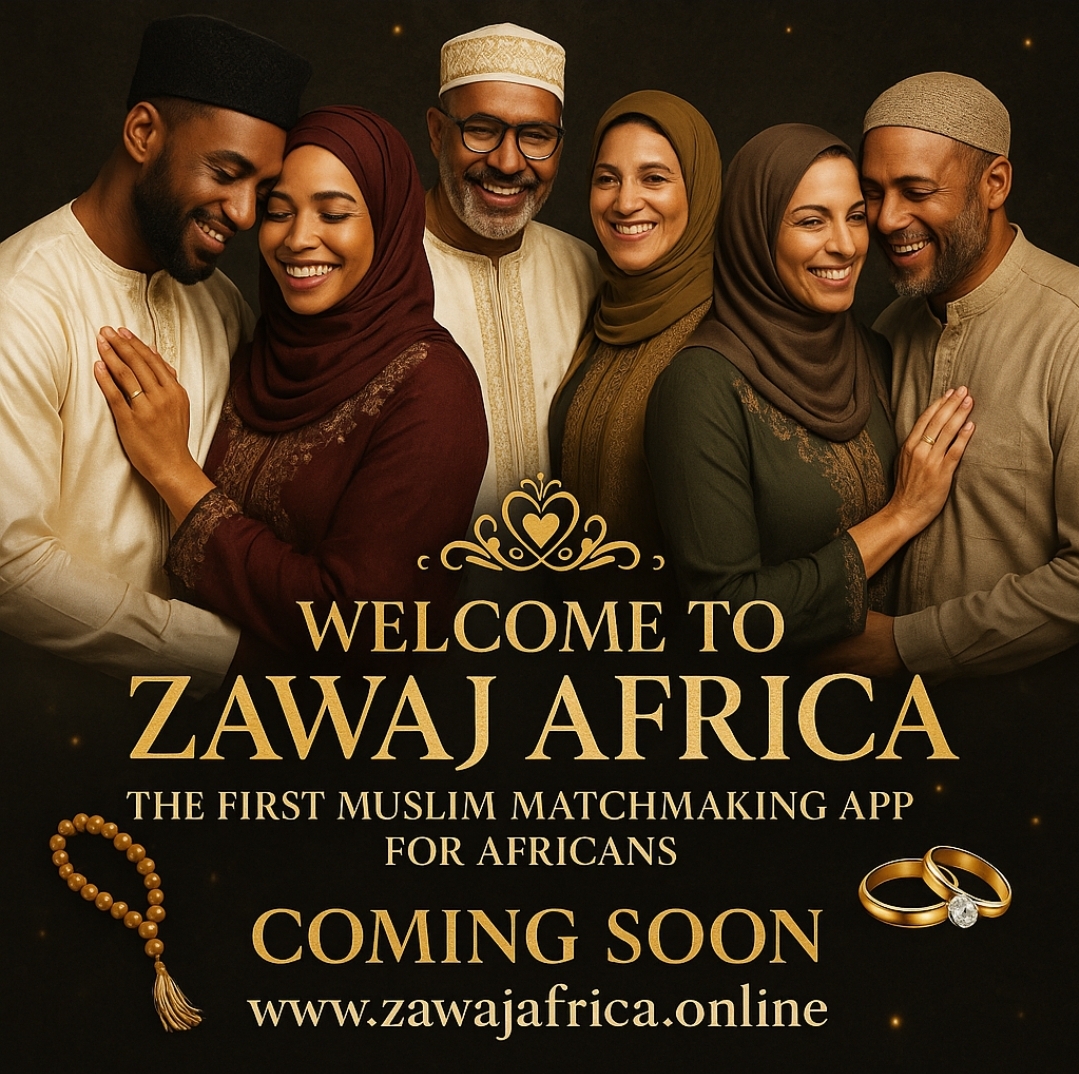 WELCOME TO
ZAWAJ AFRICA
THE FIRST MUSLIM MATCHMAKING APP
FOR AFRICANS
COMING SOON
www.zawajafrica.online